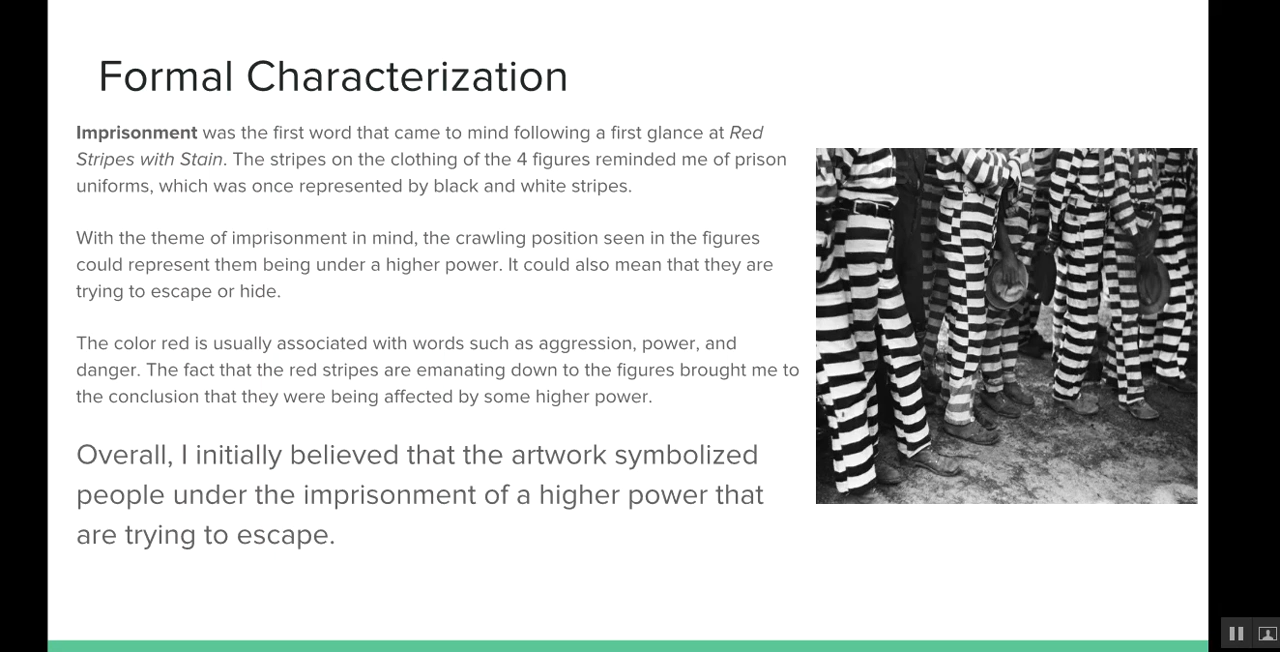 Formal Characterization
Imprisonment was the first word that came to mind following a first glance at Red
Stripes with Stain. The stripes on the clothing of the 4 figures reminded me of prison
uniforms, which was once represented by black and white stripes.
With the theme of imprisonment in mind, the crawling position seen in the figures
could represent them being under a higher power. It could also mean that they are
trying to escape or hide.
The color red is usually associated with words such as aggression, power, and
danger. The fact that the red stripes are emanating down to the figures brought me to
the conclusion that they were being affected by some higher power.
Overall, I initially believed that the artwork symbolized
people under the imprisonment of a higher power that
are trying to escape.